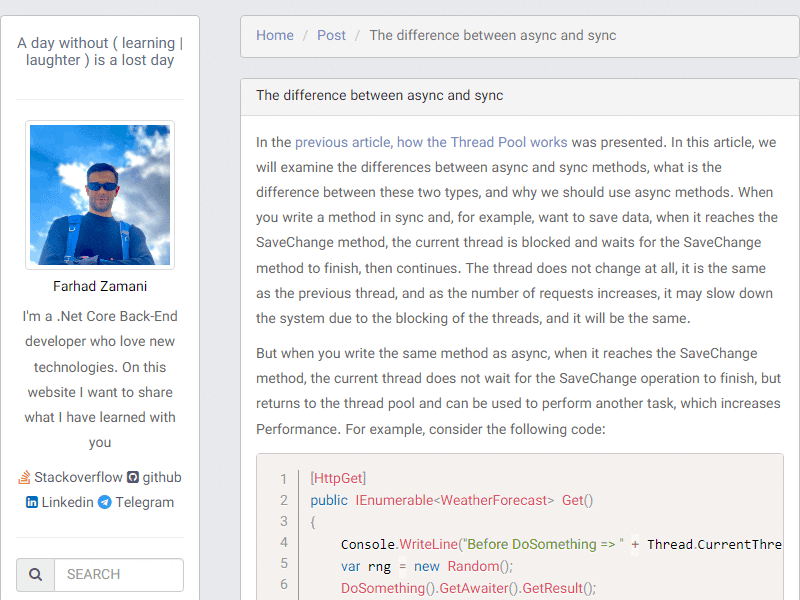 A day without ( learning |
laughter ) is a lost day
Farhad Zamani
I'm a .Net Core Back-End
developer who love new
technologies. On this
website I want to share
what I have learned with
you
Stackoverflow github
Linkedin Telegram
SEARCH
Home / Post / The difference between async and sync
The difference between async and sync
In the previous article, how the Thread Pool works was presented. In this article, we
will examine the differences between async and sync methods, what is the
difference between these two types, and why we should use async methods. When
you write a method in sync and, for example, want to save data, when it reaches the
SaveChange method, the current thread is blocked and waits for the SaveChange
method to finish, then continues. The thread does not change at all, it is the same
as the previous thread, and as the number of requests increases, it may slow down
the system due to the blocking of the threads, and it will be the same.
But when you write the same method as async, when it reaches the SaveChange
method, the current thread does not wait for the SaveChange operation to finish, but
returns to the thread pool and can be used to perform another task, which increases
Performance. For example, consider the following code:
1 [HttpGet]
2 public IEnumerable<WeatherForecast> Get()
3 {
4 Console.WriteLine("Before DoSomething => " + Thread.CurrentThre
5 var rng = new Random();
6 DoSomething().GetAwaiter().GetResult();